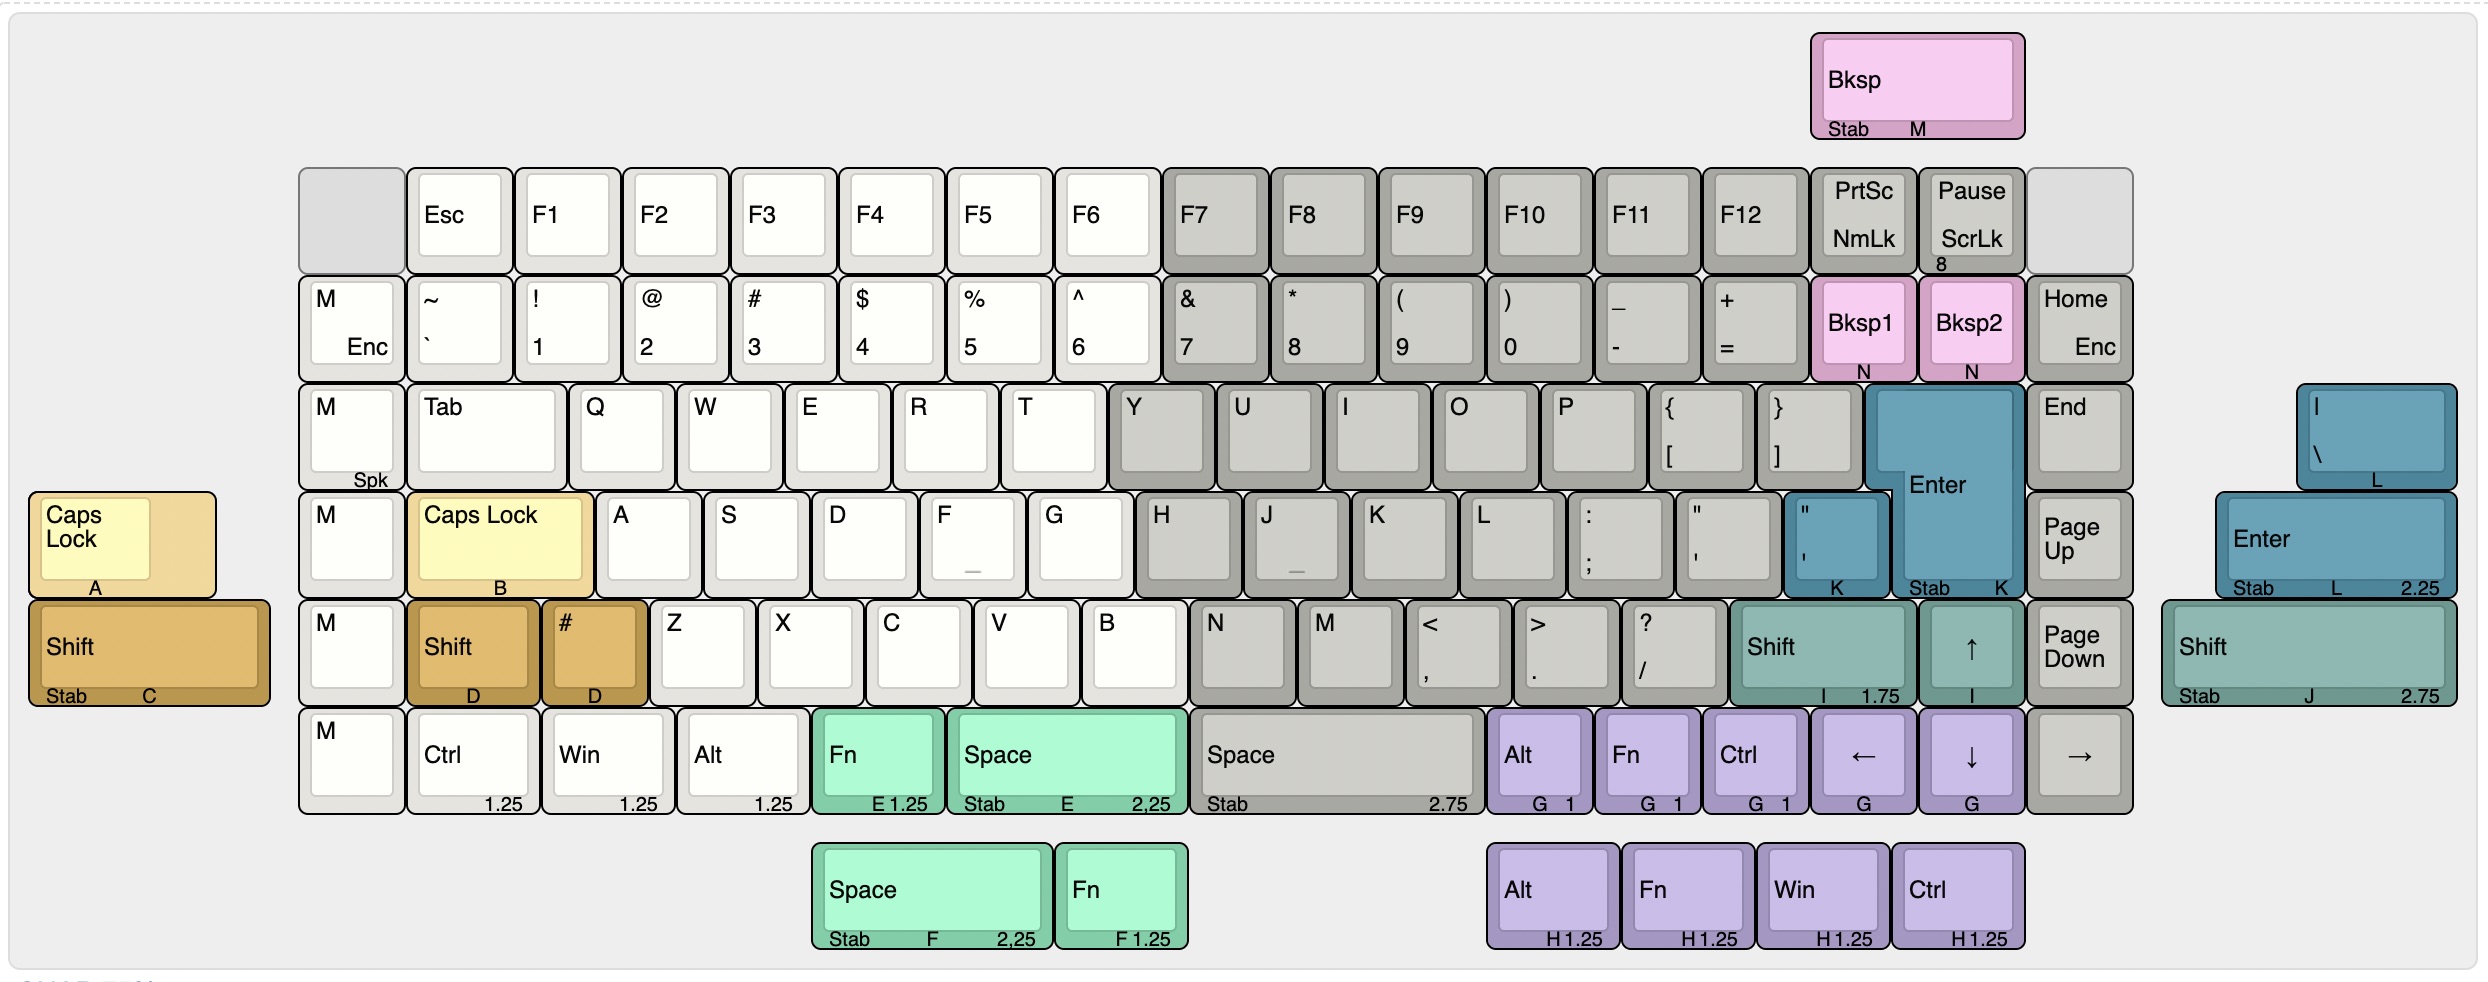 Bksp
Stab M
Esc F1 F2 F3 F4 F5 F6 F7 F8 F9 F10 F11 F12 PrtSc Pause
NmLk ScrLk
8
M ~ ! @ # $ % ^ & * ( ) _ + Bksp1 Bksp2 Home
Enc ` 1 2 3 4 5 6 7 8 9 0 - = Enc
N N
M Tab Q W E R T Y U I O P { } End |
[ ] \
Spk L
Caps Lock M Caps Lock A S D F G H J K L : " " Enter Page Up Enter
_ _ ; ' '
A B K Stab K Stab L 2.25
Shift M Shift # Z X C V B N M < > ? Shift ↑ Page Down Shift
, . /
Stab C D D I 1.75 I Stab J 2.75
M Ctrl Win Alt Fn Space Space Alt Fn Ctrl ← ↓ →
1.25 1.25 1.25 E 1.25 Stab E 2,25 Stab 2.75 G 1 G 1 G 1 G G
Space Fn Alt Fn Win Ctrl
Stab F 2,25 F 1.25 H 1.25 H 1.25 H 1.25 H 1.25